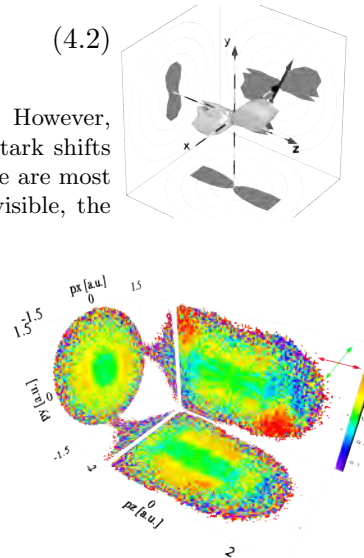 (4.2)
However,
tark shifts
e are most
visible, the
y
x
z
px [a.u.]
-1.5
0
1.5
1.5
py [a.u.]
0
-1.5
-2
pz [a.u.]
0
2